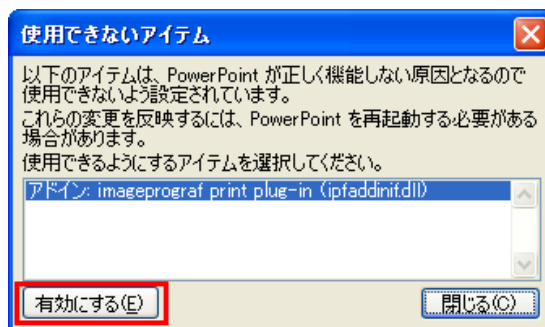 使用できないアイテム
以下のアイテムは、PowerPoint が正しく機能しない原因となるので
使用できないよう設定されています。
これらの変更を反映するには、PowerPoint を再起動する必要がある
場合があります。
使用できるようにするアイテムを選択してください。
アドイン: imageprograf print plug-in (ipfaddinif.dll)
有効にする(E)
閉じる(C)